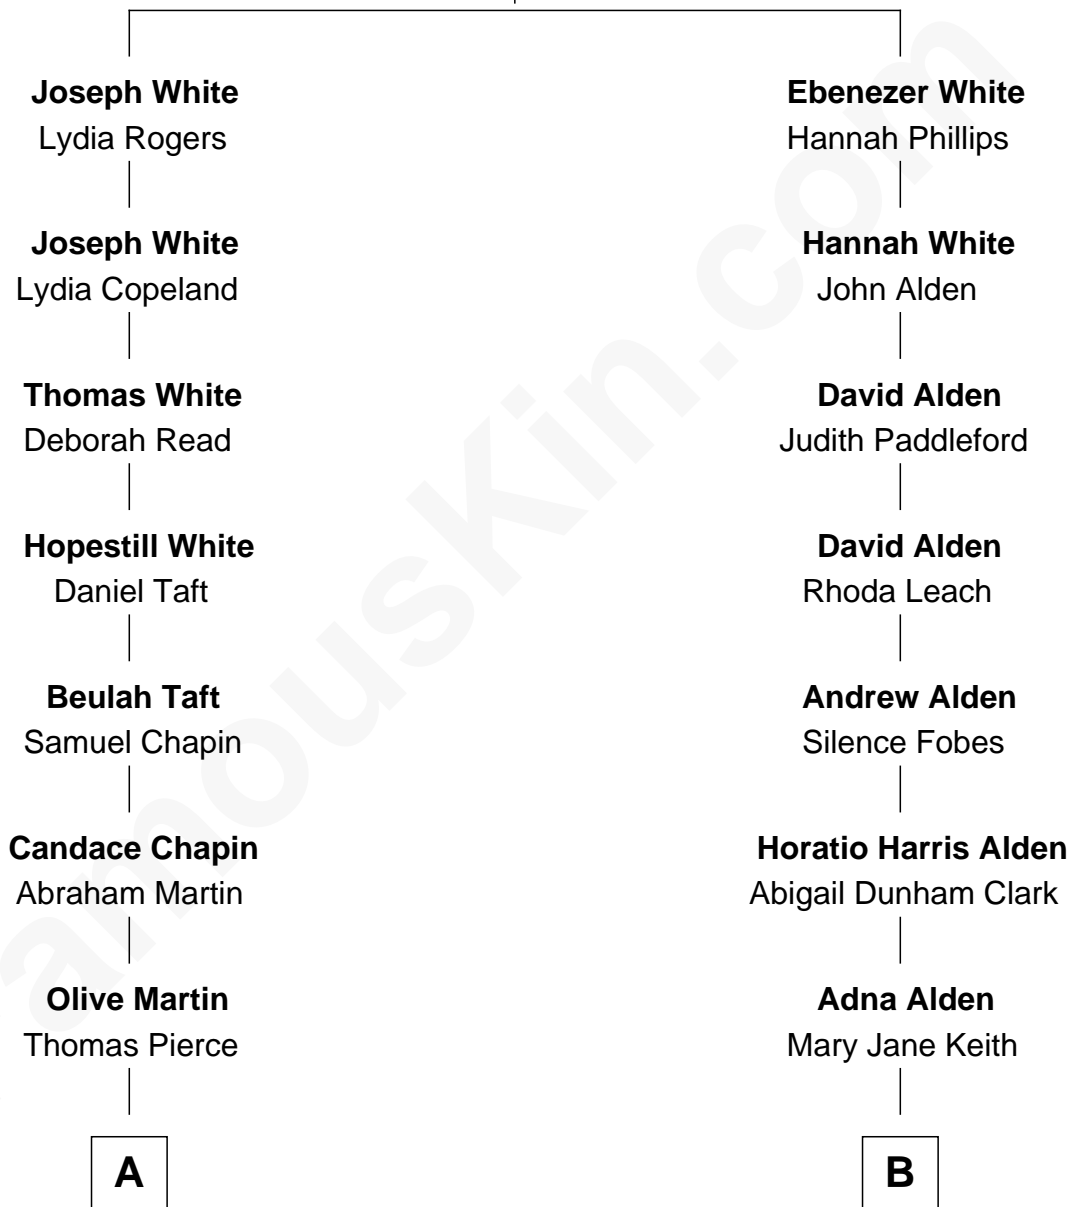 Joseph White
Lydia Rogers
Ebenezer White
Hannah Phillips
Joseph White
Lydia Copeland
Hannah White
John Alden
Thomas White
Deborah Read
David Alden
Judith Paddleford
Hopestill White
Daniel Taft
David Alden
Rhoda Leach
Beulah Taft
Samuel Chapin
Andrew Alden
Silence Fobes
Candace Chapin
Abraham Martin
Horatio Harris Alden
Abigail Dunham Clark
Olive Martin
Thomas Pierce
Adna Alden
Mary Jane Keith
A
B
amouskin.com